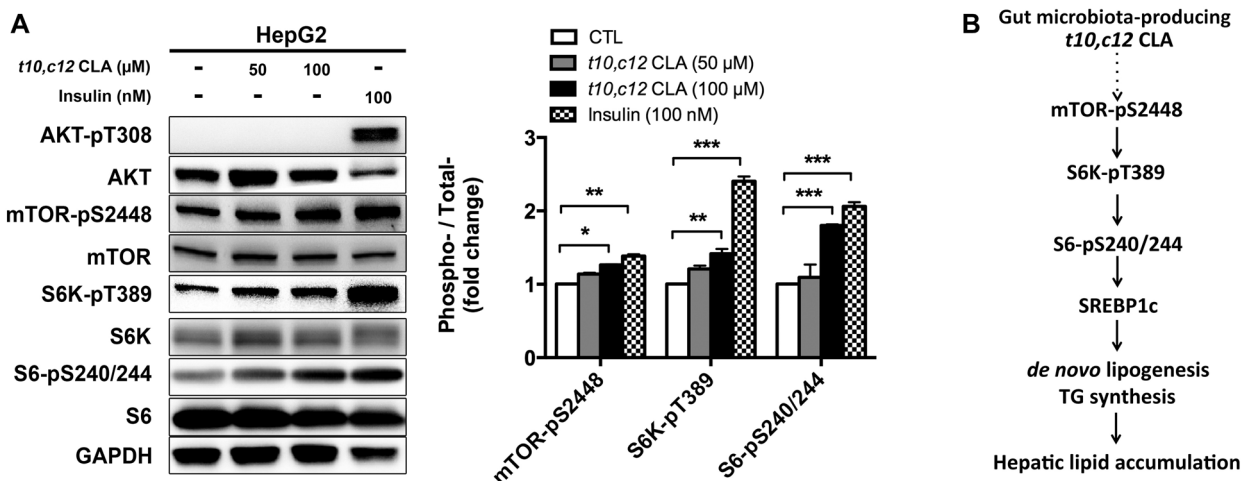 A
HepG2
t10,c12 CLA (µM) - 50 100 -
Insulin (nM) - - - 100
AKT-pT308
AKT
mTOR-pS2448
mTOR
S6K-pT389
S6K
S6-pS240/244
S6
GAPDH
CTL
t10,c12 CLA (50 µM)
t10,c12 CLA (100 µM)
Insulin (100 nM)
Phospho- / Total-
(fold change)
3
2
1
0
** 
*
***
**
***
***
mTOR-pS2448
S6K-pT389
S6-pS240/244
B
Gut microbiota-producing
t10,c12 CLA
mTOR-pS2448
S6K-pT389
S6-pS240/244
SREBP1c
de novo lipogenesis
TG synthesis
Hepatic lipid accumulation